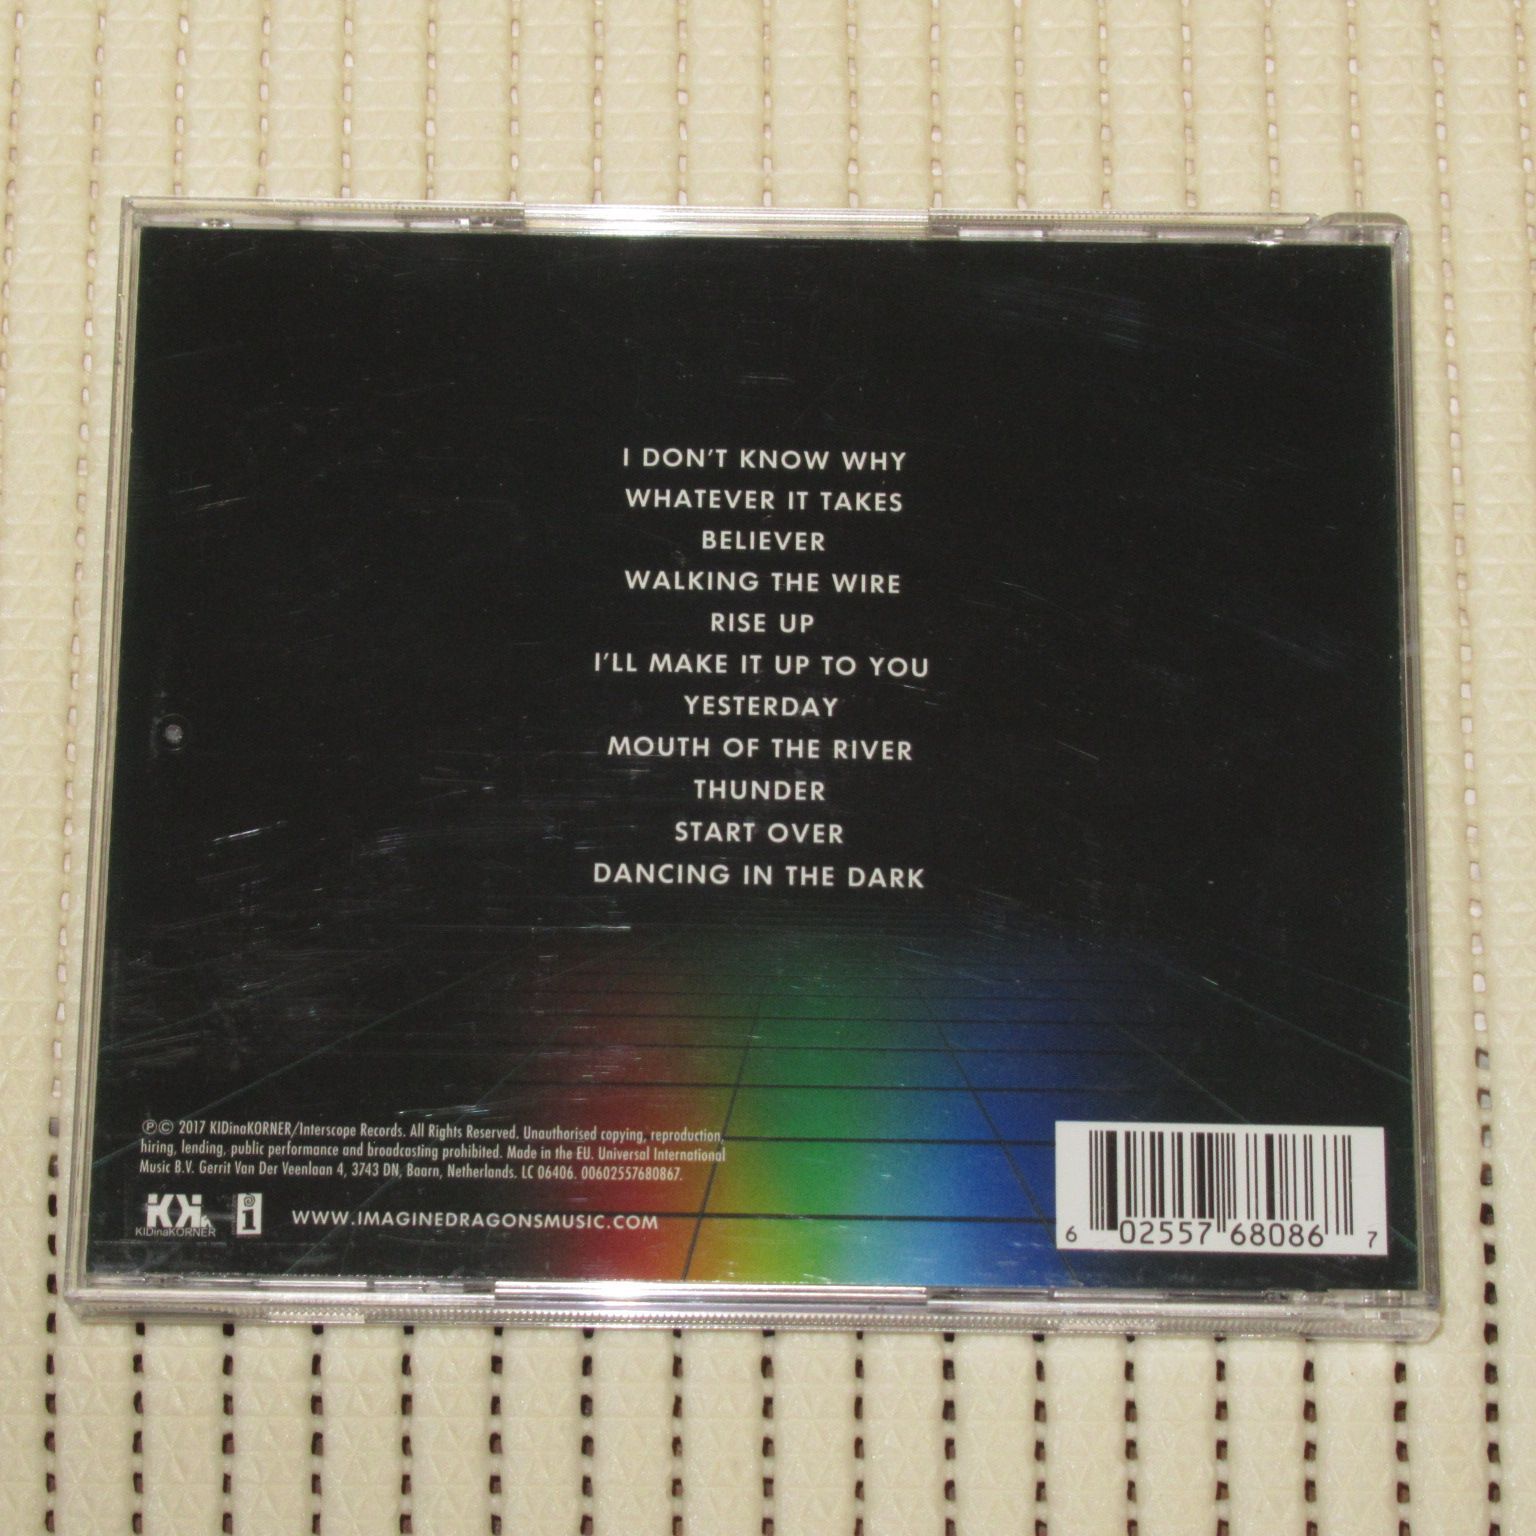 I DON'T KNOW WHY
WHATEVER IT TAKES
BELIEVER
WALKING THE WIRE
RISE UP
I'LL MAKE IT UP TO YOU
YESTERDAY
MOUTH OF THE RIVER
THUNDER
START OVER
DANCING IN THE DARK
℗© 2017 KIDinaKORNER/Interscope Records. All Rights Reserved. Unauthorised copying, reproduction,
hiring, lending, public performance and broadcasting prohibited. Made in the EU. Universal International
Music B.V. Gerrit Van Der Veenlaan 4, 3743 DN, Baarn, Netherlands. LC 06406. 00602557680867.
KK
KIDinaKORNER
i
WWW.IMAGINEDRAGONSMUSIC.COM
6 02557 68086 7